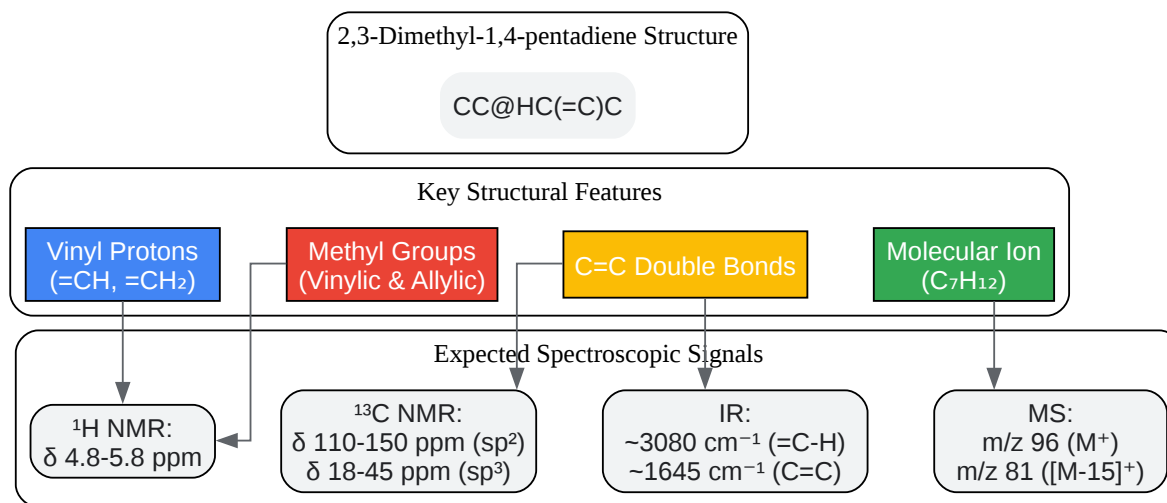 2,3-Dimethyl-1,4-pentadiene Structure
CC@HC(=C)C
Key Structural Features
Vinyl Protons
(=CH, =CH₂)
Methyl Groups
(Vinylic & Allylic)
C=C Double Bonds
Molecular Ion
(C₇H₁₂)
Expected Spectroscopic Signals
¹H NMR:
δ 4.8-5.8 ppm
¹³C NMR:
δ 110-150 ppm (sp²)
δ 18-45 ppm (sp³)
IR:
~3080 cm⁻¹ (=C-H)
~1645 cm⁻¹ (C=C)
MS:
m/z 96 (M⁺)
m/z 81 ([M-15]⁺)